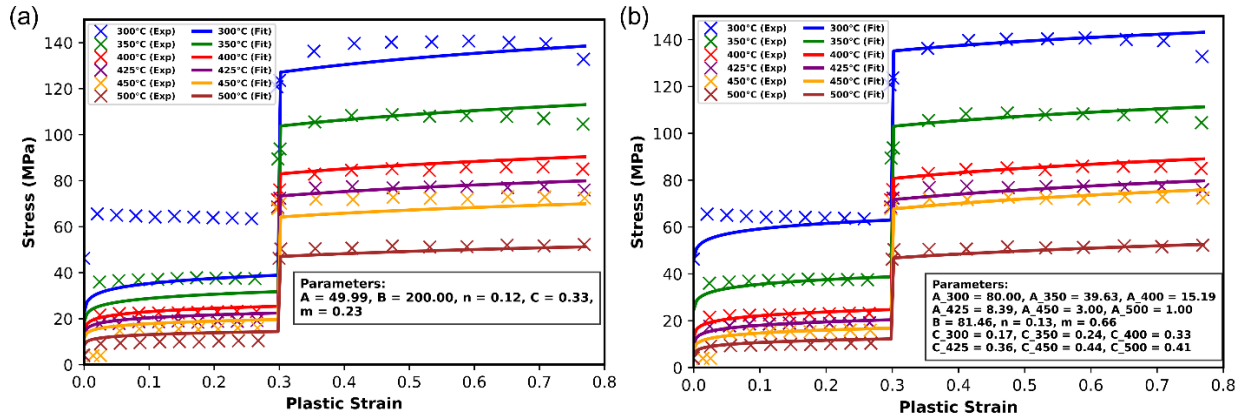 (a)
300°C (Exp) 300°C (Fit)
350°C (Exp) 350°C (Fit)
400°C (Exp) 400°C (Fit)
425°C (Exp) 425°C (Fit)
450°C (Exp) 450°C (Fit)
500°C (Exp) 500°C (Fit)
140
120
100
80
60
40
20
0
Stress (MPa)
Parameters:
A = 49.99, B = 200.00, n = 0.12, C = 0.33,
m = 0.23
0.0 0.1 0.2 0.3 0.4 0.5 0.6 0.7 0.8
Plastic Strain
(b)
300°C (Exp) 300°C (Fit)
350°C (Exp) 350°C (Fit)
400°C (Exp) 400°C (Fit)
425°C (Exp) 425°C (Fit)
450°C (Exp) 450°C (Fit)
500°C (Exp) 500°C (Fit)
140
120
100
80
60
40
20
0
Stress (MPa)
Parameters:
A_300 = 80.00, A_350 = 39.63, A_400 = 15.19
A_425 = 8.39, A_450 = 3.00, A_500 = 1.00
B = 81.46, n = 0.13, m = 0.66
C_300 = 0.17, C_350 = 0.24, C_400 = 0.33
C_425 = 0.36, C_450 = 0.44, C_500 = 0.41
0.0 0.1 0.2 0.3 0.4 0.5 0.6 0.7 0.8
Plastic Strain